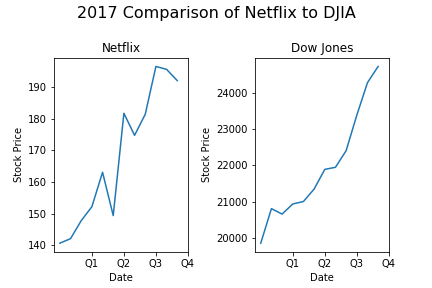 2017 Comparison of Netflix to DJIA
Netflix
Stock Price
190
180
170
160
150
140
Q1 Q2 Q3 Q4
Date
Dow Jones
Stock Price
24000
23000
22000
21000
20000
Q1 Q2 Q3 Q4
Date